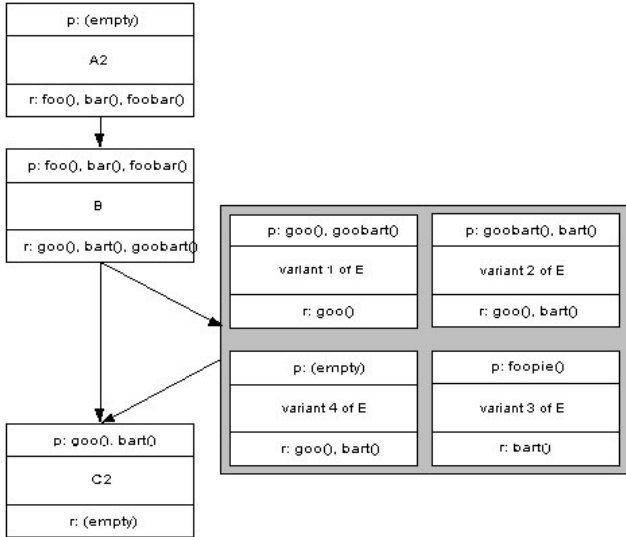 p: (empty)
A2
r: foo(), bar(), foobar()
p: foo(), bar(), foobar()
B
r: goo(), bart(), goobart()
p: goo(), goobart()
variant 1 of E
r: goo()
p: goobart(), bart()
variant 2 of E
r: goo(), bart()
p: (empty)
variant 4 of E
r: goo(), bart()
p: foopie()
variant 3 of E
r: bart()
p: goo(), bart()
C2
r: (empty)